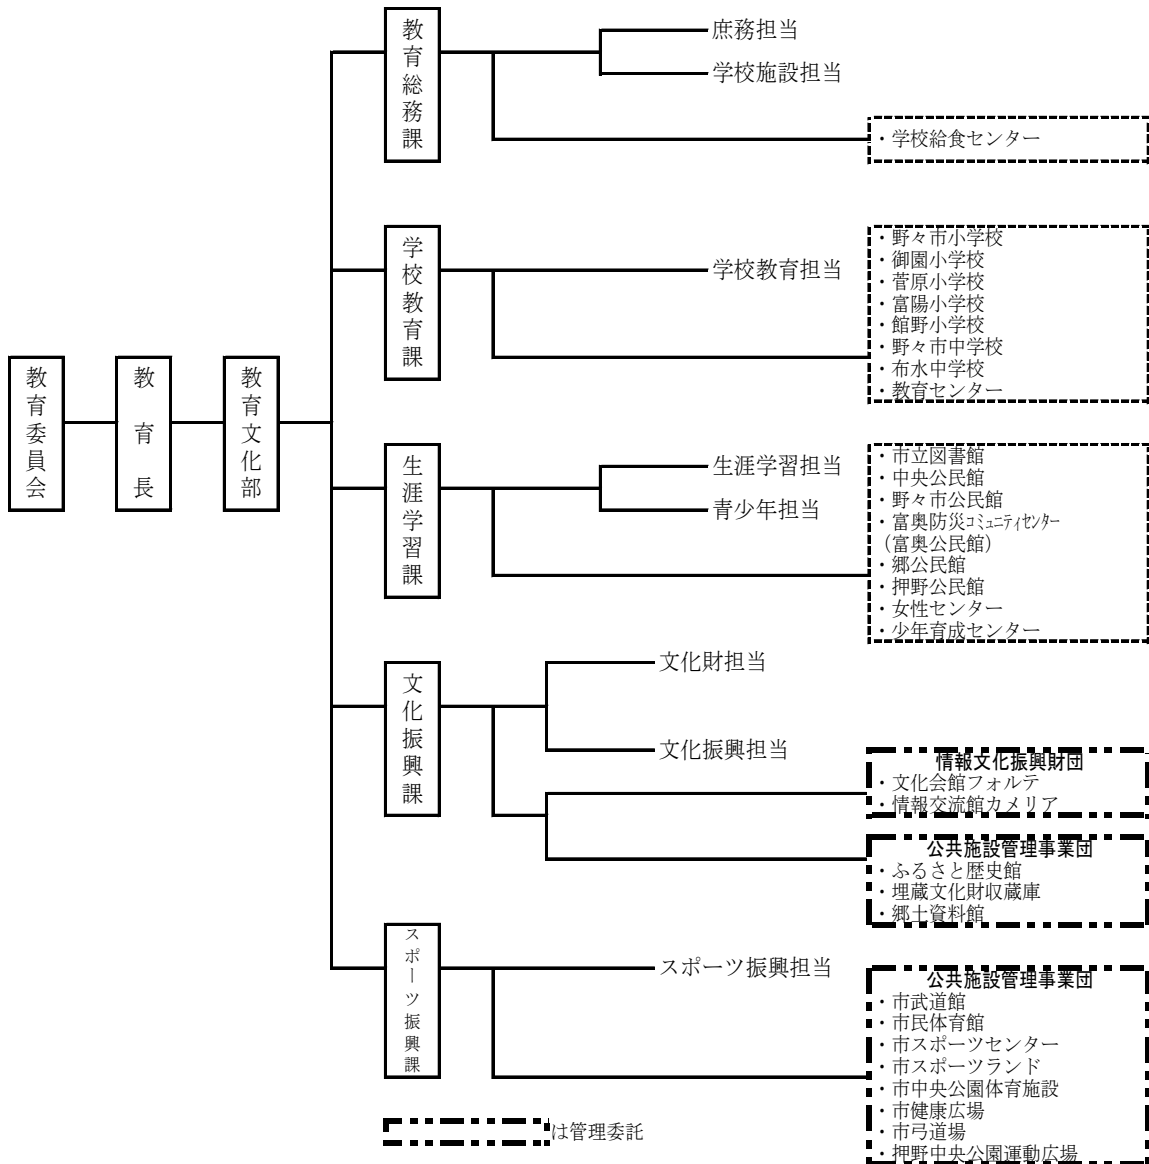 教育委員会
教育長
教育文化部
教育総務課
庶務担当
学校施設担当
・学校給食センター
学校教育課
学校教育担当
・野々市小学校
・御園小学校
・菅原小学校
・富陽小学校
・館野小学校
・野々市中学校
・布水中学校
・教育センター
生涯学習課
生涯学習担当
青少年担当
・市立図書館
・中央公民館
・野々市公民館
・富奥防災コミュニティセンター
（富奥公民館）
・郷公民館
・押野公民館
・女性センター
・少年育成センター
文化振興課
文化財担当
文化振興担当
情報文化振興財団
・文化会館フォルテ
・情報交流館カメリア
公共施設管理事業団
・ふるさと歴史館
・埋蔵文化財収蔵庫
・郷土資料館
スポーツ振興課
スポーツ振興担当
公共施設管理事業団
・市武道館
・市民体育館
・市スポーツセンター
・市スポーツランド
・市中央公園体育施設
・市健康広場
・市弓道場
・押野中央公園運動広場
は管理委託